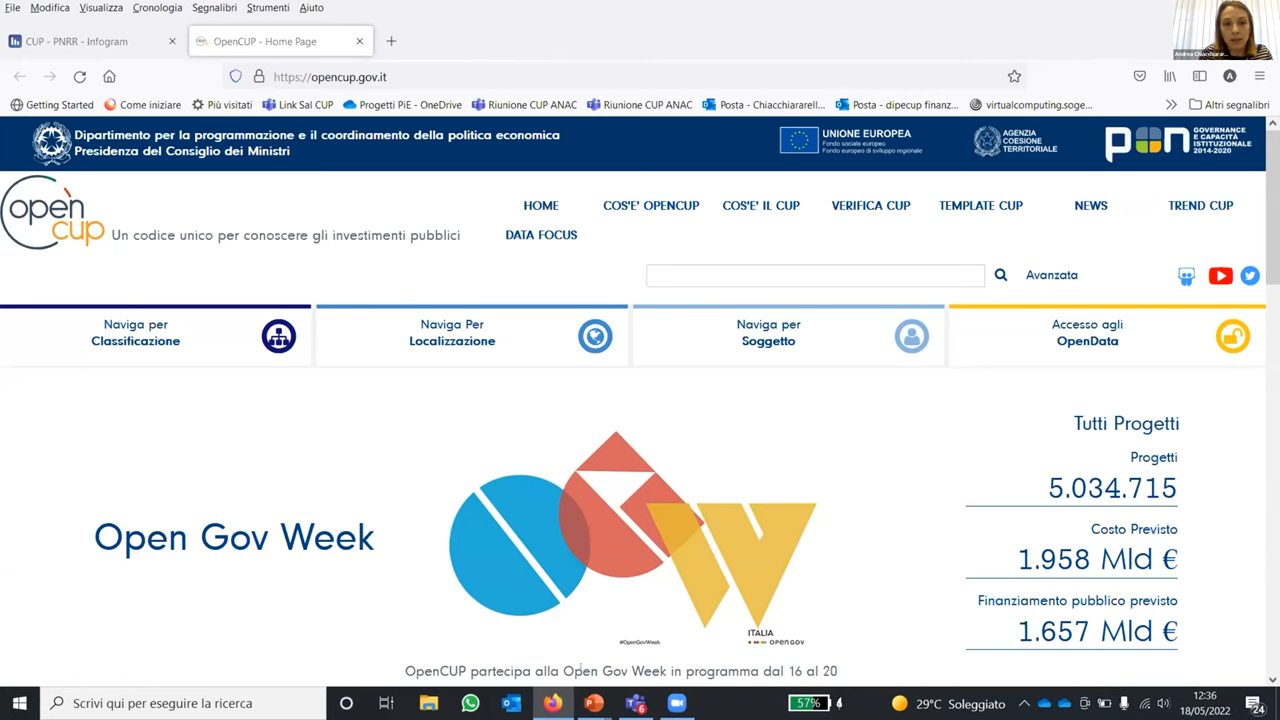 File Modifica Visualizza Cronologia Segnalibri Strumenti Aiuto
CUP - PNRR - Infogram
OpenCUP - Home Page
https://opencup.gov.it
Getting Started Come iniziare Più visitati Link Sal CUP Progetti PiE - OneDrive Riunione CUP ANAC Riunione CUP ANAC Posta - Chiacchiararell... Posta - dipecup finanz... virtualcomputing.soge... Altri segnalibri
Dipartimento per la programmazione e il coordinamento della politica economica
Presidenza del Consiglio dei Ministri
UNIONE EUROPEA
Fondo sociale europeo
Fondo europeo di sviluppo regionale
AGENZIA
COESIONE
TERRITORIALE
pon
GOVERNANCE
E CAPACITÀ
ISTITUZIONALE
2014-2020
open
cup
Un codice unico per conoscere gli investimenti pubblici
HOME COS'E' OPENCUP COS'E' IL CUP VERIFICA CUP TEMPLATE CUP NEWS TREND CUP
DATA FOCUS
Avanzata
Naviga per
Classificazione
Naviga Per
Localizzazione
Naviga per
Soggetto
Accesso agli
OpenData
Open Gov Week
#OpenGovWeek
ITALIA
opengov
Tutti Progetti
Progetti
5.034.715
Costo Previsto
1.958 Mld €
Finanziamento pubblico previsto
1.657 Mld €
OpenCUP partecipa alla Open Gov Week in programma dal 16 al 20
Scrivi qui per eseguire la ricerca
57%
29°C Soleggiato
12:36
18/05/2022
24